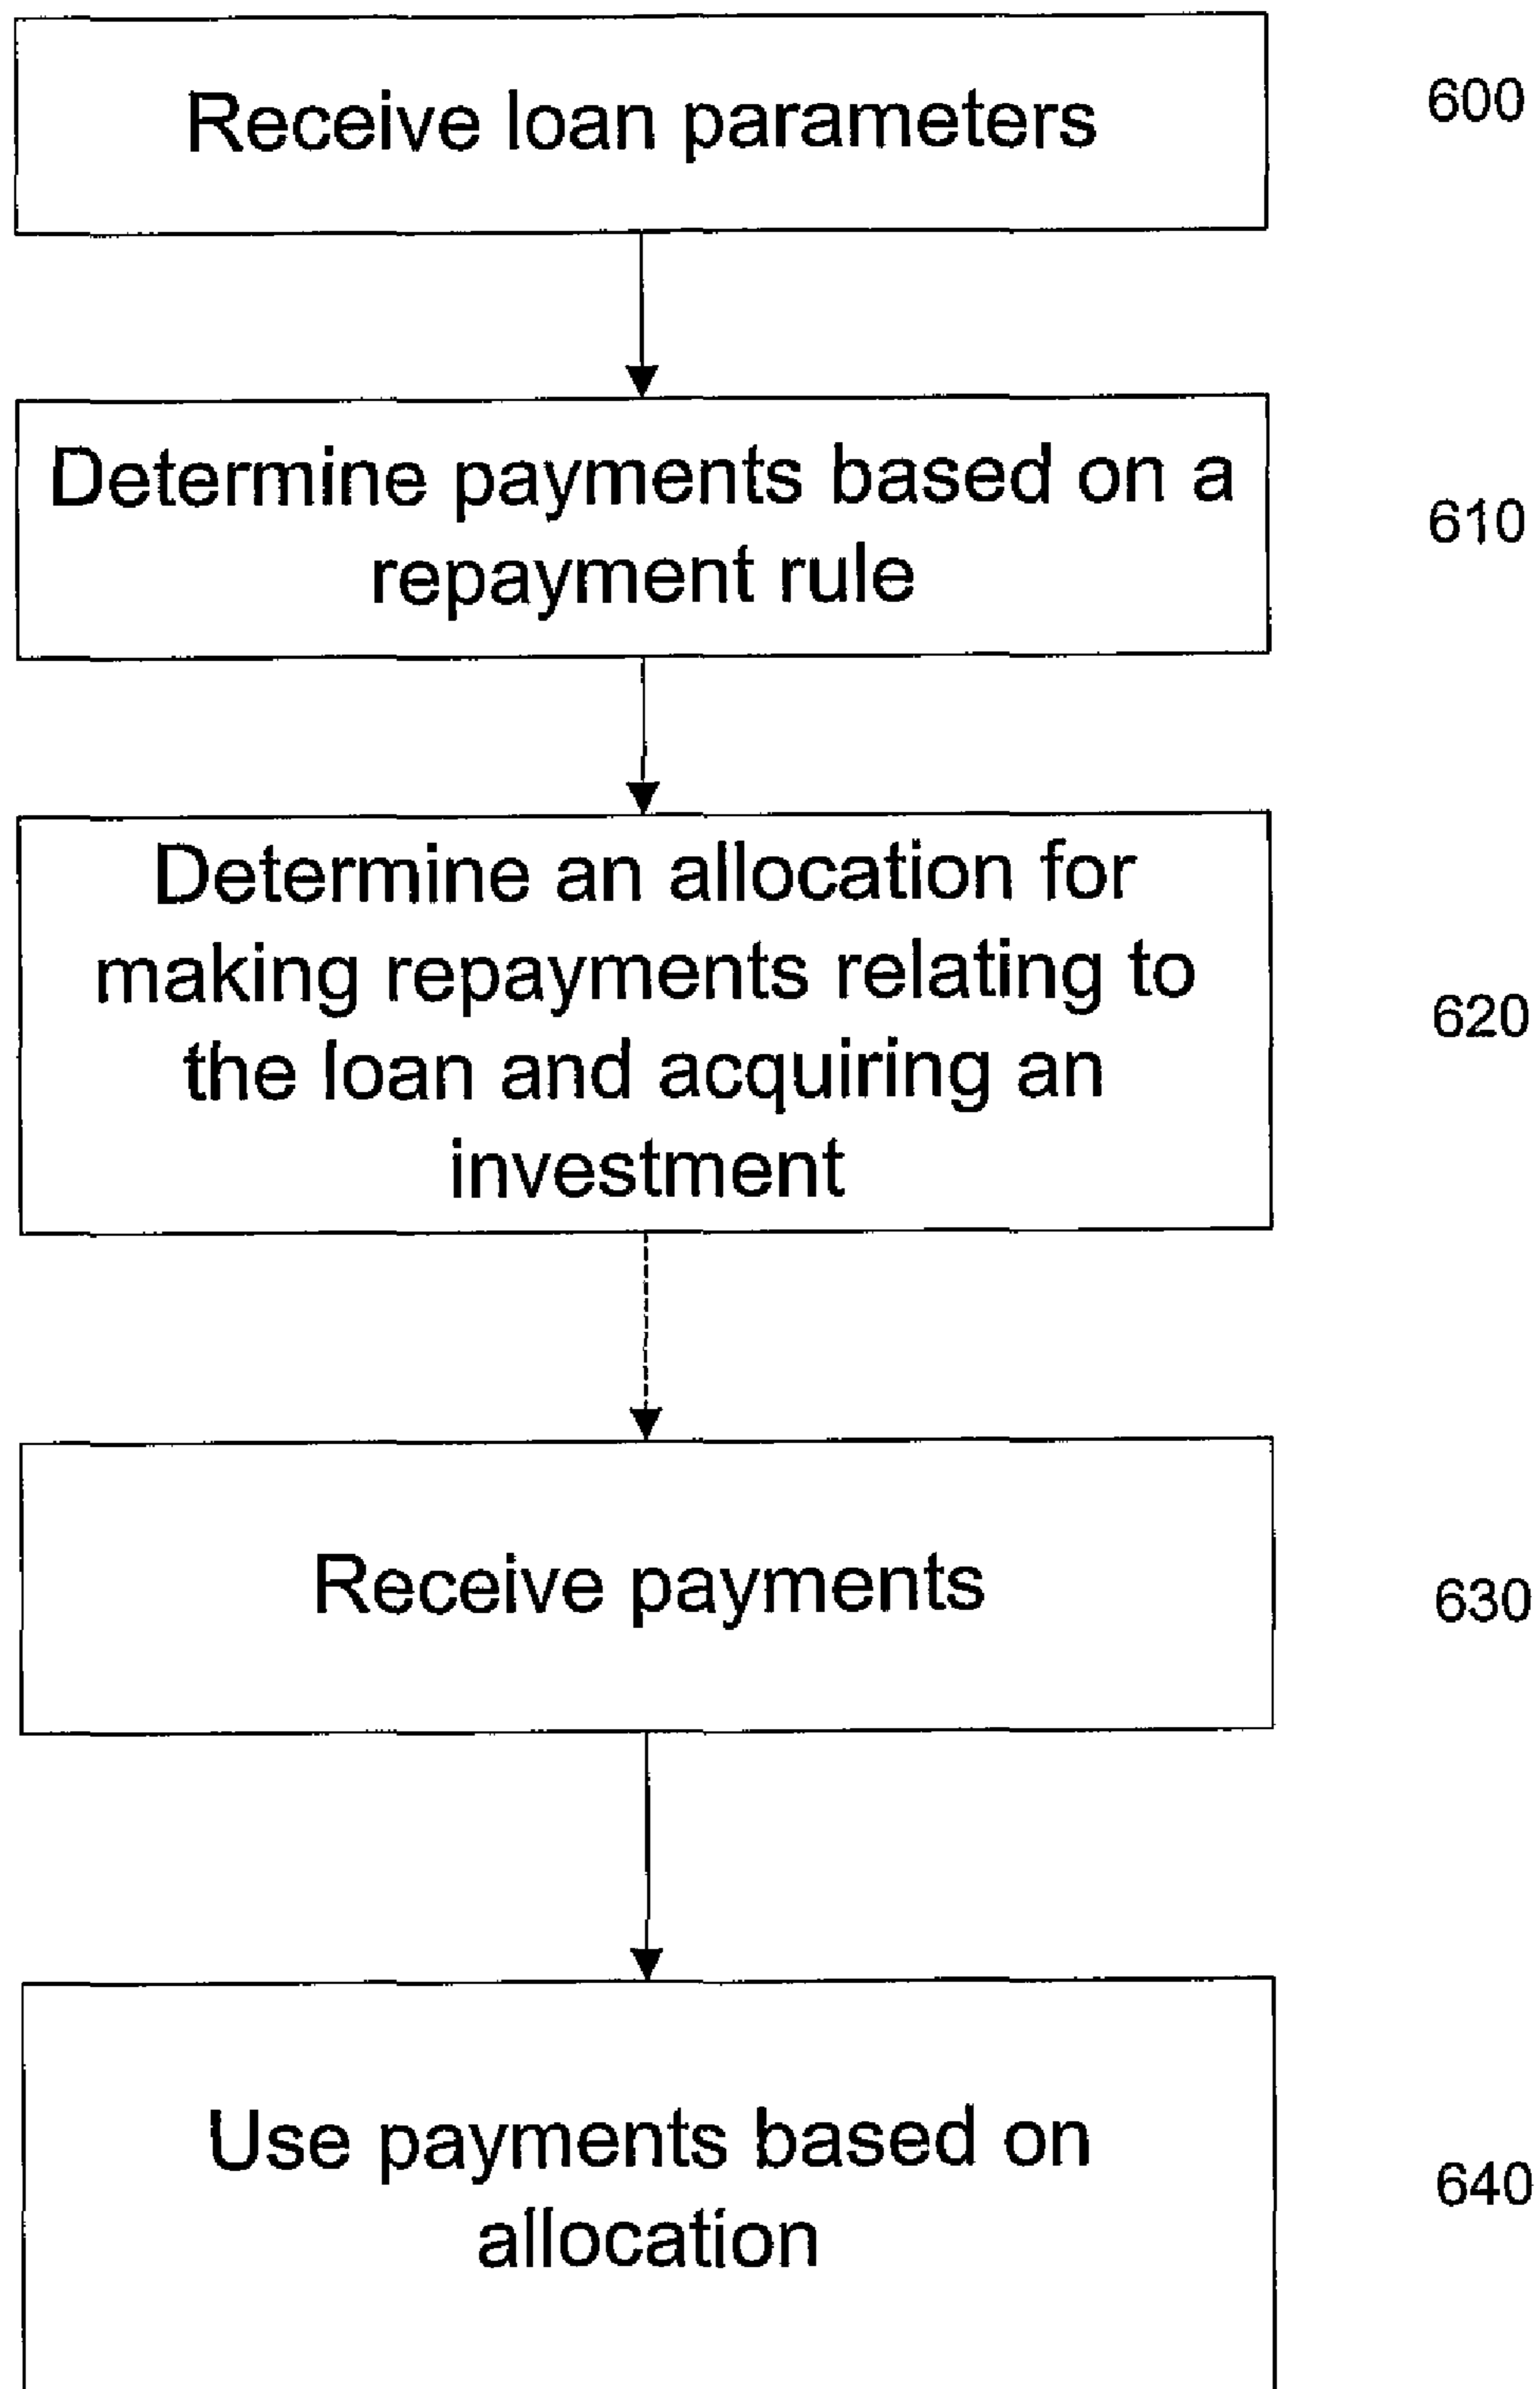 Receive loan parameters
600
Determine payments based on a
repayment rule
610
Determine an allocation for
making repayments relating to
the loan and acquiring an
investment
620
Receive payments
630
Use payments based on
allocation
640